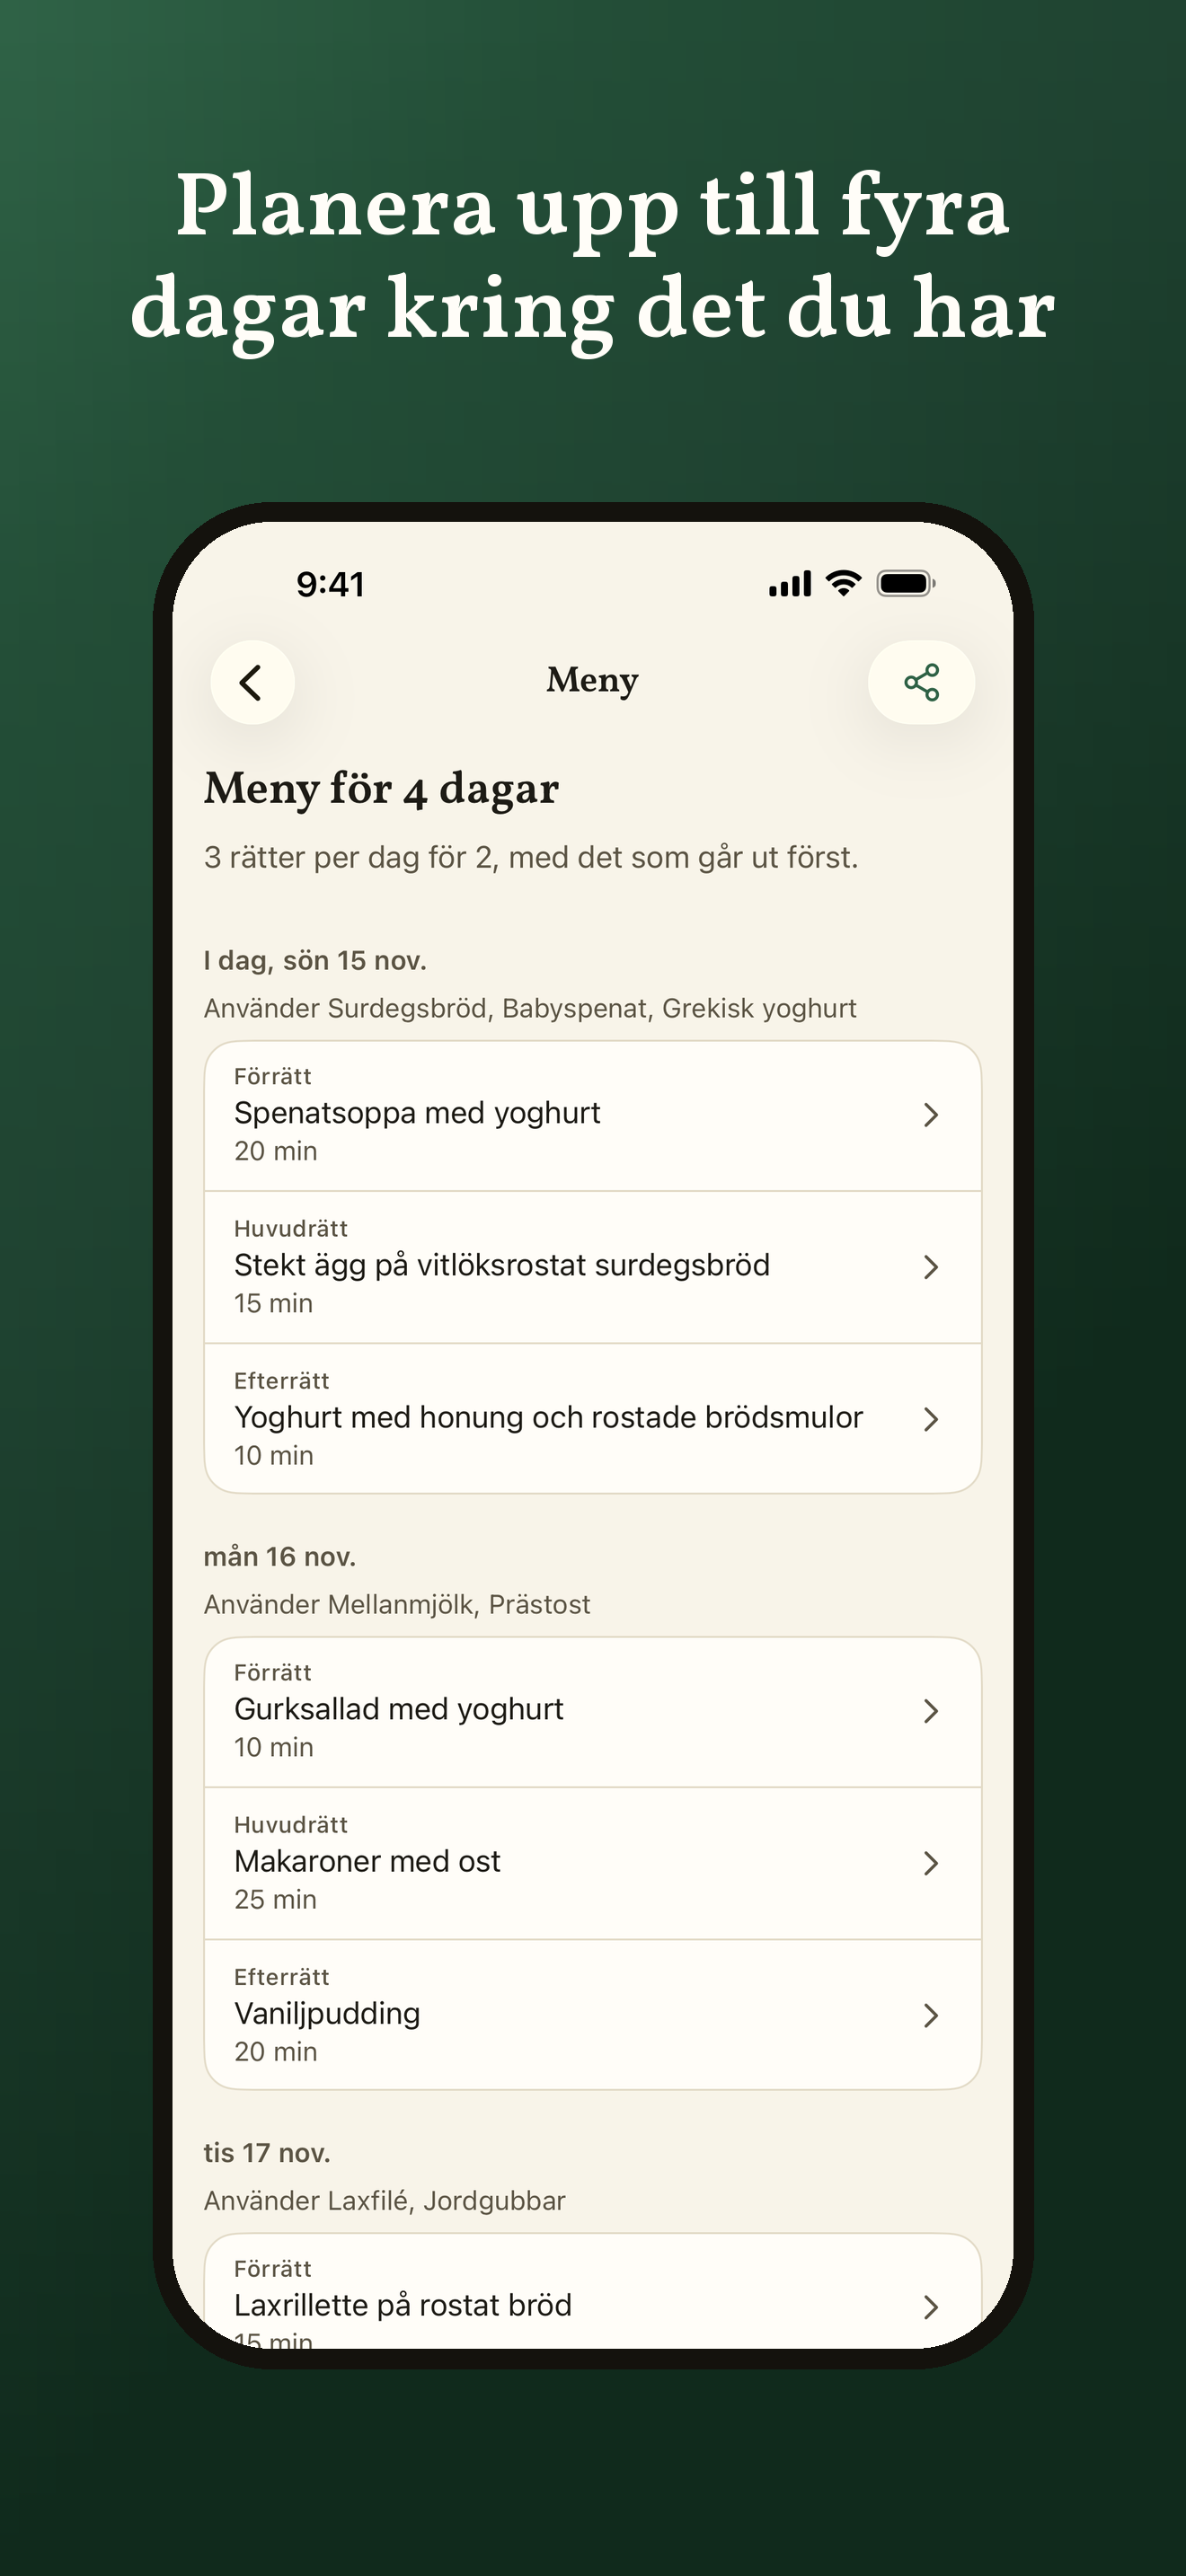 Planera upp till fyra
dagar kring det du har
9:41
Meny
Meny för 4 dagar
3 rätter per dag för 2, med det som går ut först.
I dag, sön 15 nov.
Använder Surdegsbröd, Babyspenat, Grekisk yoghurt
Förrätt
Spenatsoppa med yoghurt
20 min
Huvudrätt
Stekt ägg på vitlöksrostat surdegsbröd
15 min
Efterrätt
Yoghurt med honung och rostade brödsmulor
10 min
mån 16 nov.
Använder Mellanmjölk, Prästost
Förrätt
Gurksallad med yoghurt
10 min
Huvudrätt
Makaroner med ost
25 min
Efterrätt
Vaniljpudding
20 min
tis 17 nov.
Använder Laxfilé, Jordgubbar
Förrätt
Laxrillette på rostat bröd
15 min